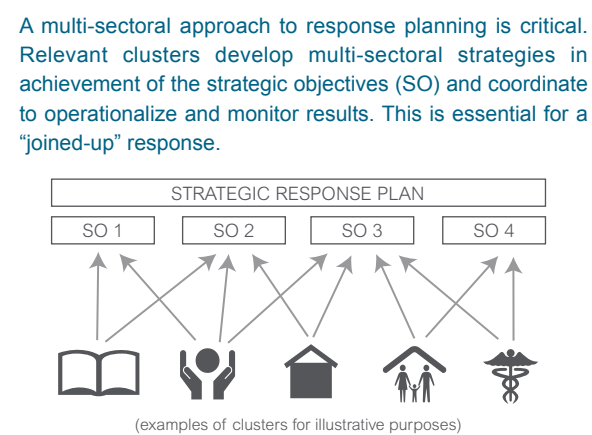 A multi-sectoral approach to response planning is critical.
Relevant clusters develop multi-sectoral strategies in
achievement of the strategic objectives (SO) and coordinate
to operationalize and monitor results. This is essential for a
“joined-up” response.
STRATEGIC RESPONSE PLAN
SO 1
SO 2
SO 3
SO 4
(examples of clusters for illustrative purposes)